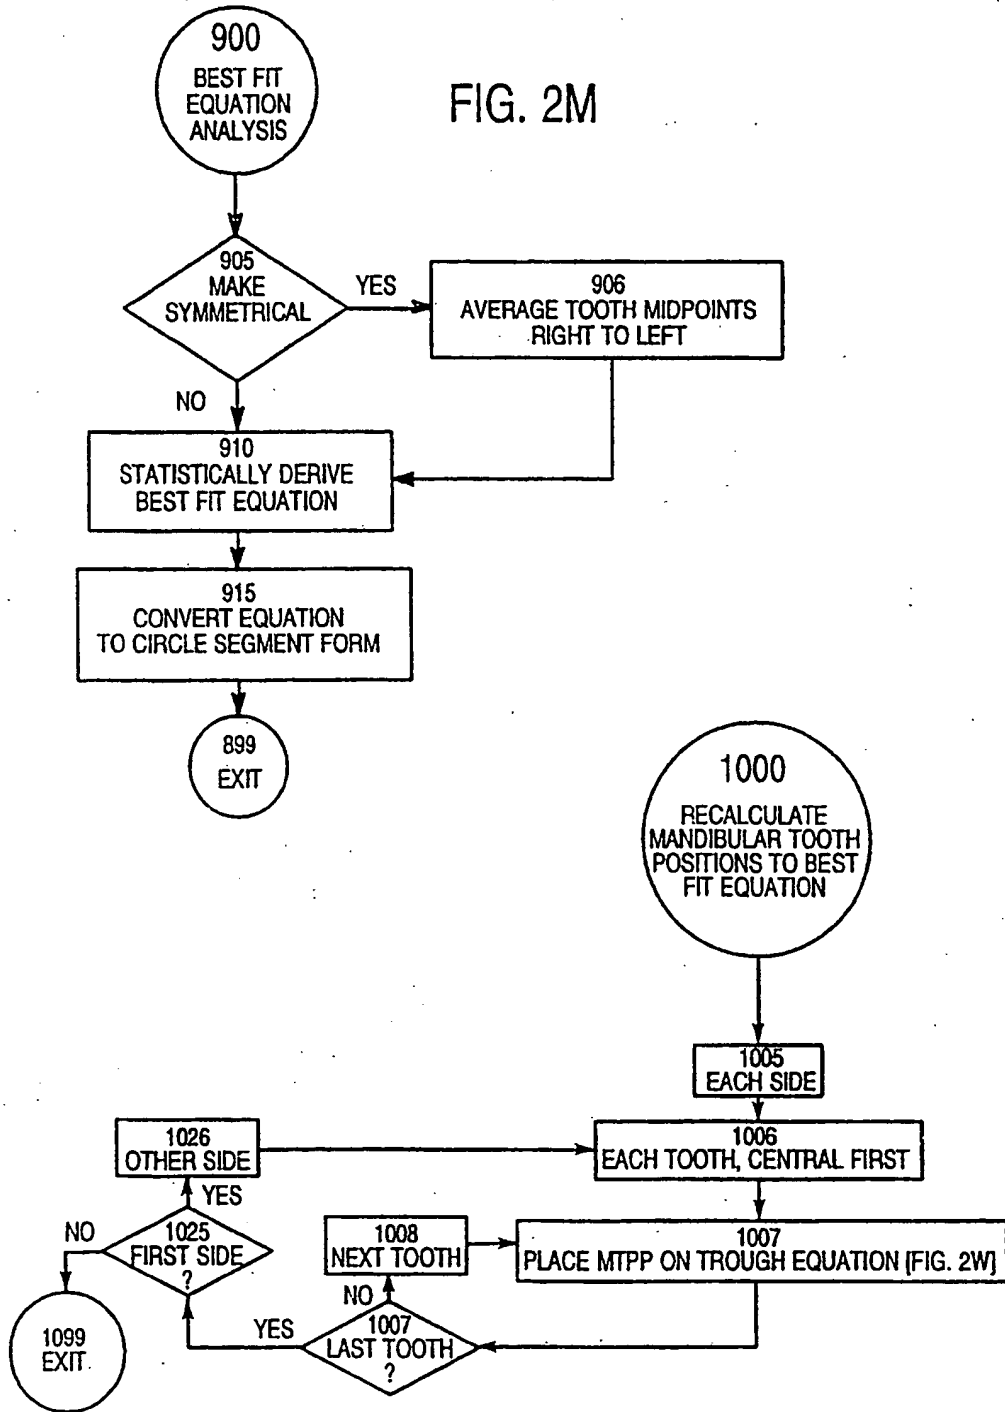 900
BEST FIT
EQUATION
ANALYSIS
FIG. 2M
905
MAKE
SYMMETRICAL
YES
906
AVERAGE TOOTH MIDPOINTS
RIGHT TO LEFT
NO
910
STATISTICALLY DERIVE
BEST FIT EQUATION
915
CONVERT EQUATION
TO CIRCLE SEGMENT FORM
899
EXIT
1000
RECALCULATE
MANDIBULAR TOOTH
POSITIONS TO BEST
FIT EQUATION
1005
EACH SIDE
1026
OTHER SIDE
1006
EACH TOOTH, CENTRAL FIRST
YES
NO
1025
FIRST SIDE
?
1008
NEXT TOOTH
1007
PLACE MTPP ON TROUGH EQUATION (FIG. 2W)
NO
YES
1007
LAST TOOTH
?
1099
EXIT